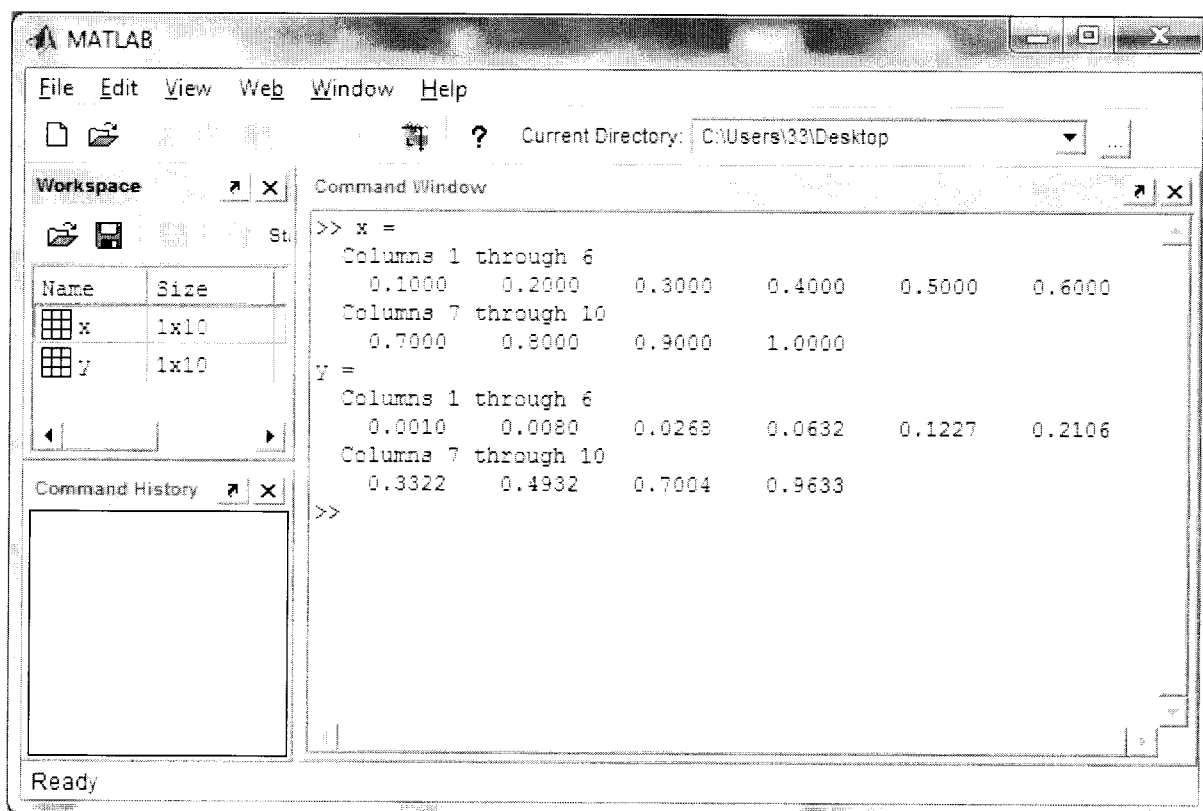 MATLAB
File Edit View Web Window Help
? Current Directory: C:\Users\33\Desktop ...
Workspace
Name Size
x 1x10
y 1x10
Command History
Command Window
>> x =
Columns 1 through 6
0.1000 0.2000 0.3000 0.4000 0.5000 0.6000
Columns 7 through 10
0.7000 0.8000 0.9000 1.0000
y =
Columns 1 through 6
0.0010 0.0080 0.0268 0.0632 0.1227 0.2106
Columns 7 through 10
0.3322 0.4932 0.7004 0.9633
>>
Ready